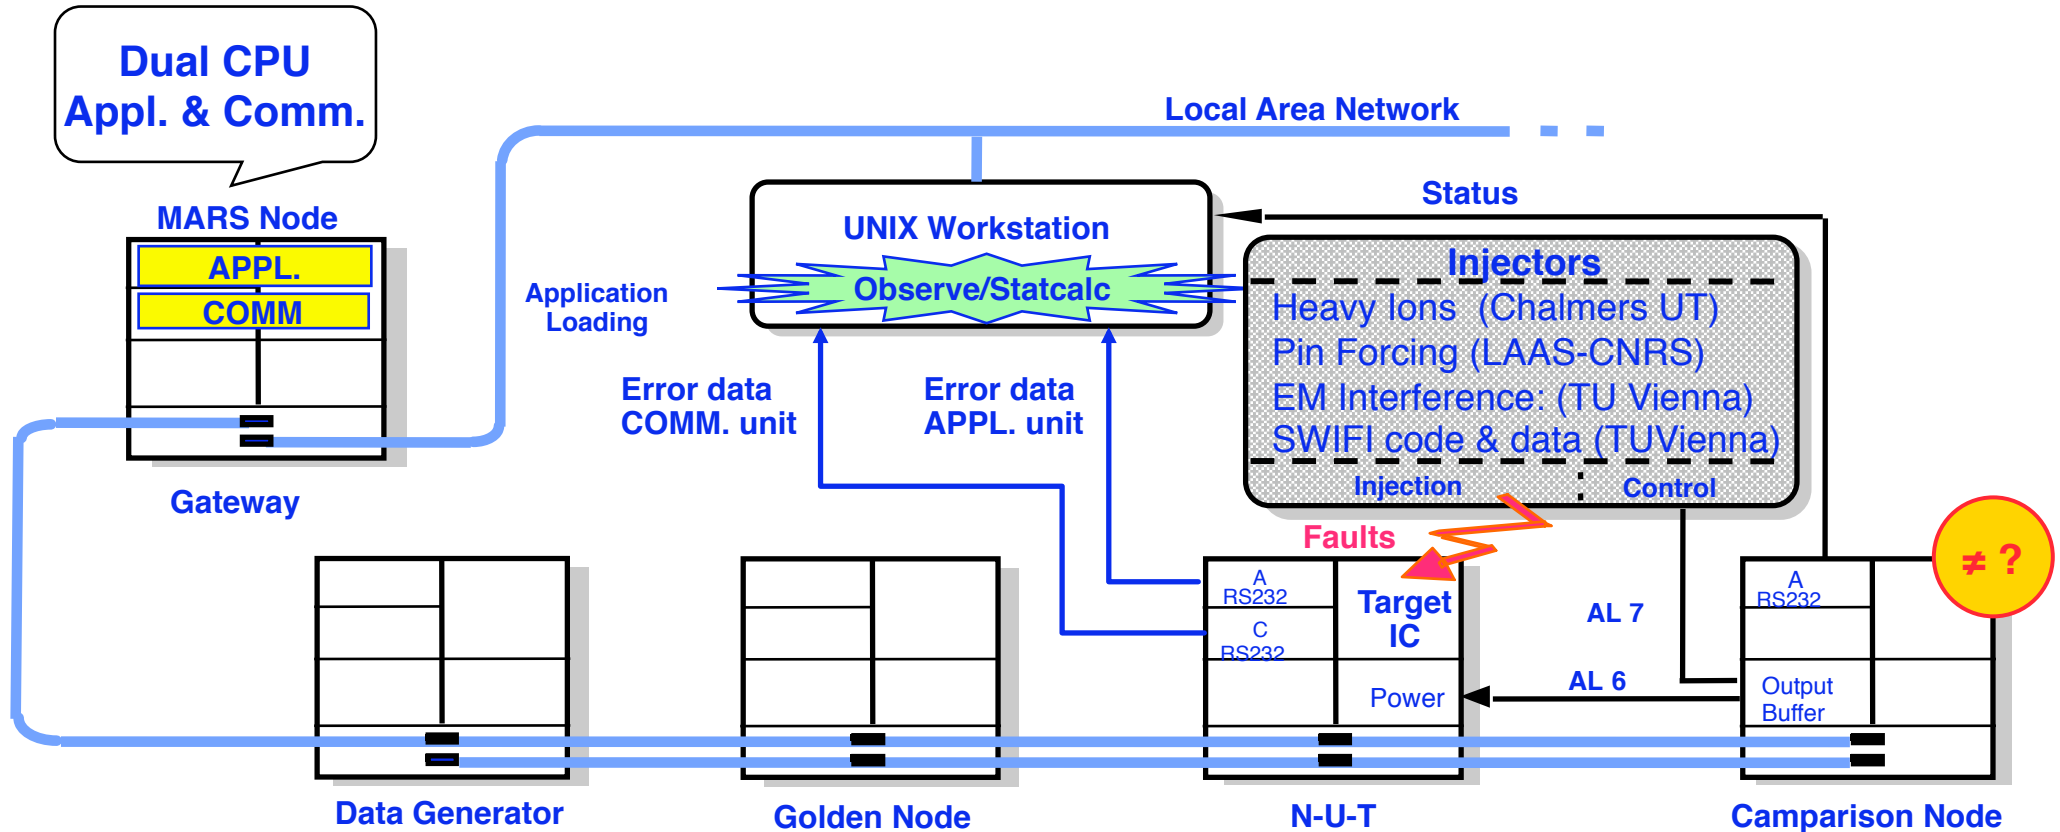 Dual CPU
Appl. & Comm.
Local Area Network
MARS Node
APPL.
COMM
Gateway
Application
Loading
UNIX Workstation
Observe/Statcalc
Status
Injectors
Heavy Ions (Chalmers UT)
Pin Forcing (LAAS-CNRS)
EM Interference: (TU Vienna)
SWIFI code & data (TUVienna)
Injection
Control
Error data
COMM. unit
Error data
APPL. unit
Faults
≠ ?
A
RS232
C
RS232
Target
IC
Power
AL 7
AL 6
A
RS232
Output
Buffer
Data Generator
Golden Node
N-U-T
Camparison Node